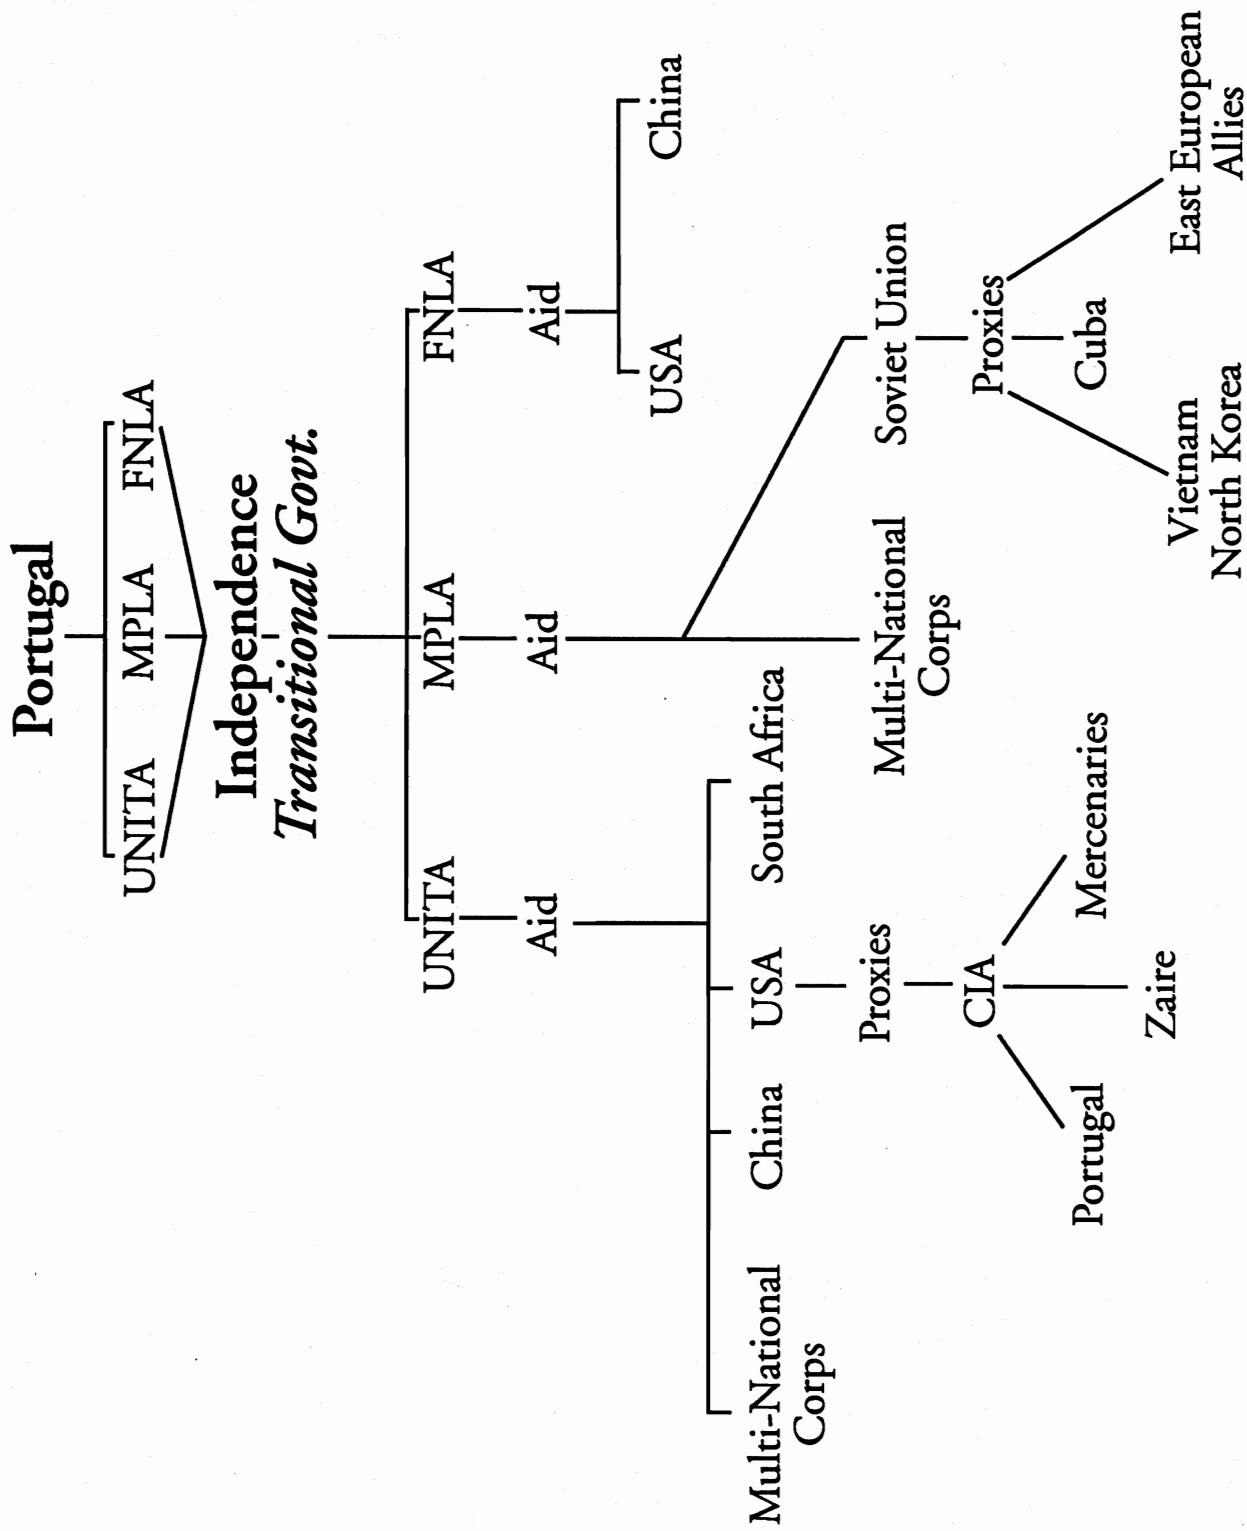 Portugal
UNITA MPLA FNLA
Independence
Transitional Govt.
UNITA MPLA FNLA
Aid Aid Aid
USA China
Multi-National
Corps
China USA South Africa
Multi-National
Corps
Soviet Union
Proxies
Proxies
CIA
Portugal
Mercenaries
Zaire
Cuba
Vietnam
North Korea
East European
Allies